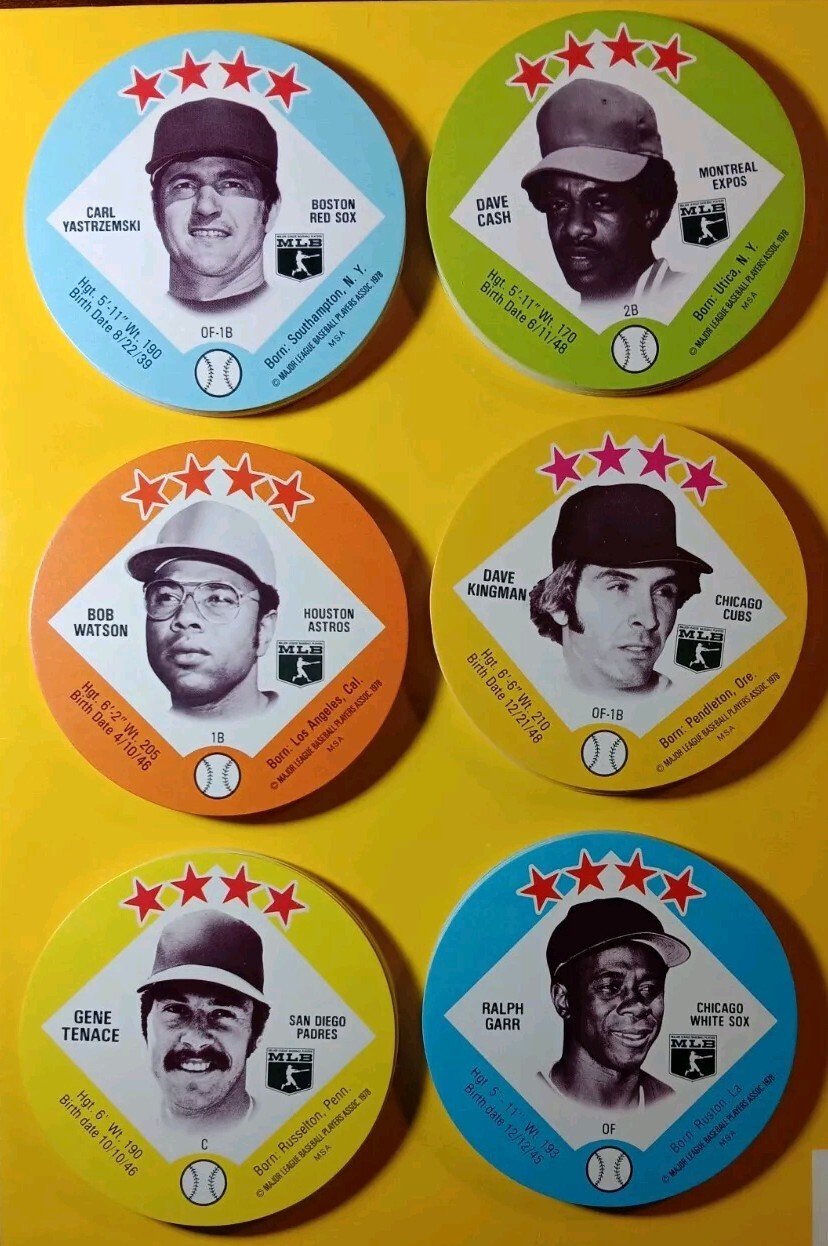 CARL
YASTRZEMSKI
BOSTON
RED SOX
MLB
OF-1B
Hgt. 5'-11" Wt. 190
Birth Date 8/22/39
Born: Southampton, N. Y.
© MAJOR LEAGUE BASEBALL PLAYERS ASSOC. 1978
MSA
DAVE
CASH
MONTREAL
EXPOS
MLB
2B
Hgt. 5'-11" Wt. 170
Birth Date 6/11/48
Born: Utica, N. Y.
© MAJOR LEAGUE BASEBALL PLAYERS ASSOC. 1978
MSA
BOB
WATSON
HOUSTON
ASTROS
MLB
1B
Hgt. 6'-2" Wt. 205
Birth Date 4/10/46
Born: Los Angeles, Cal.
© MAJOR LEAGUE BASEBALL PLAYERS ASSOC. 1978
MSA
DAVE
KINGMAN
CHICAGO
CUBS
MLB
OF-1B
Hgt. 6'-6" Wt. 210
Birth Date 12/21/48
Born: Pendleton, Ore.
© MAJOR LEAGUE BASEBALL PLAYERS ASSOC. 1978
MSA
GENE
TENACE
SAN DIEGO
PADRES
MLB
C
Hgt. 6' Wt. 190
Birth date 10/10/46
Born: Russelton, Penn.
© MAJOR LEAGUE BASEBALL PLAYERS ASSOC. 1978
MSA
RALPH
GARR
CHICAGO
WHITE SOX
MLB
OF
Hgt. 5'-11" Wt. 193
Birth date 12/12/45
Born: Ruston, La
© MAJOR LEAGUE BASEBALL PLAYERS ASSOC. 1978
MSA